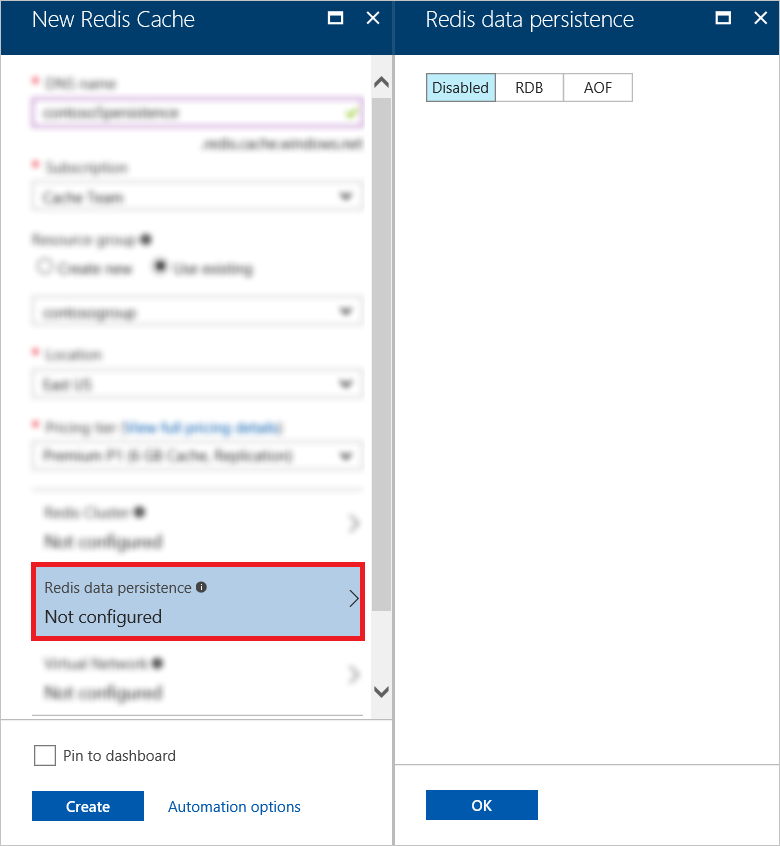 New Redis Cache
DNS name
.redis.cache.windows.net
Subscription
Cache Team
Resource group
Create new Use existing
contosogroup
Location
East US
Pricing tier (View full pricing details)
Premium P1 (6 GB Cache, Replication)
Redis Cluster
Not configured
Redis data persistence
Not configured
Virtual Network
Not configured
Pin to dashboard
Create Automation options
Redis data persistence
Disabled RDB AOF
OK